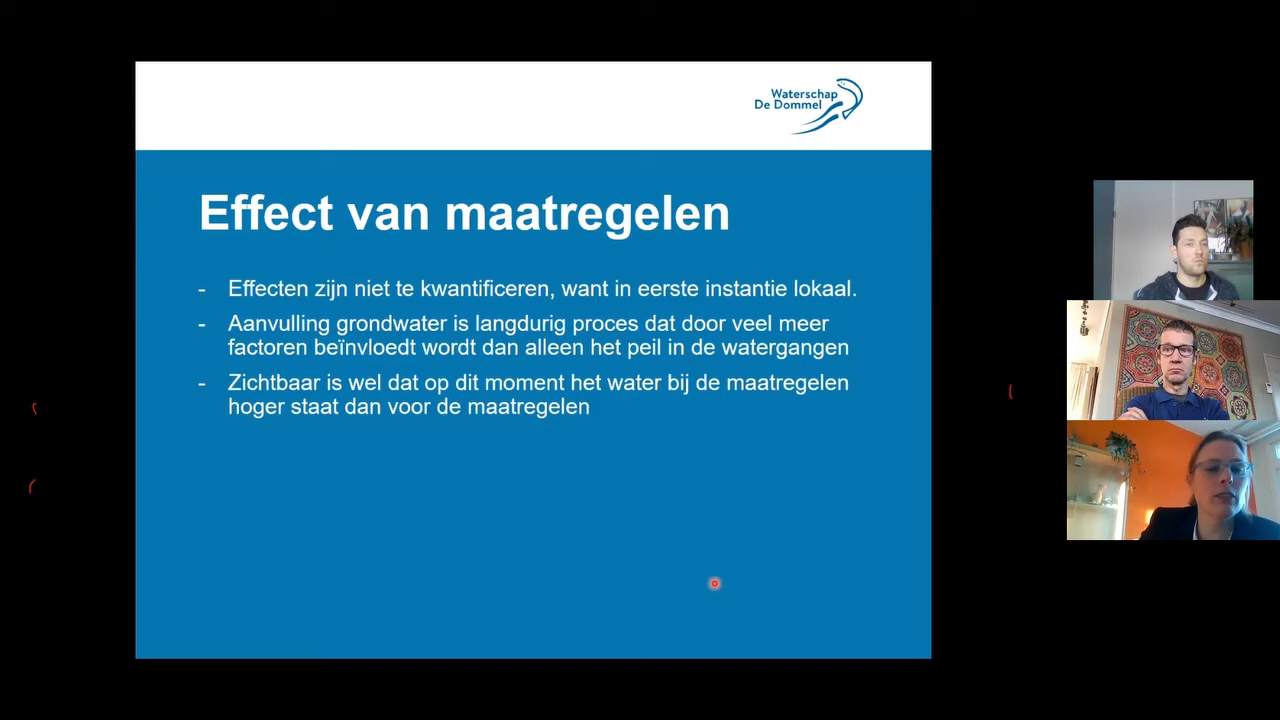 Waterschap
De Dommel
Effect van maatregelen
- Effecten zijn niet te kwantificeren, want in eerste instantie lokaal.
- Aanvulling grondwater is langdurig proces dat door veel meer
factoren beïnvloedt wordt dan alleen het peil in de watergangen
- Zichtbaar is wel dat op dit moment het water bij de maatregelen
hoger staat dan voor de maatregelen